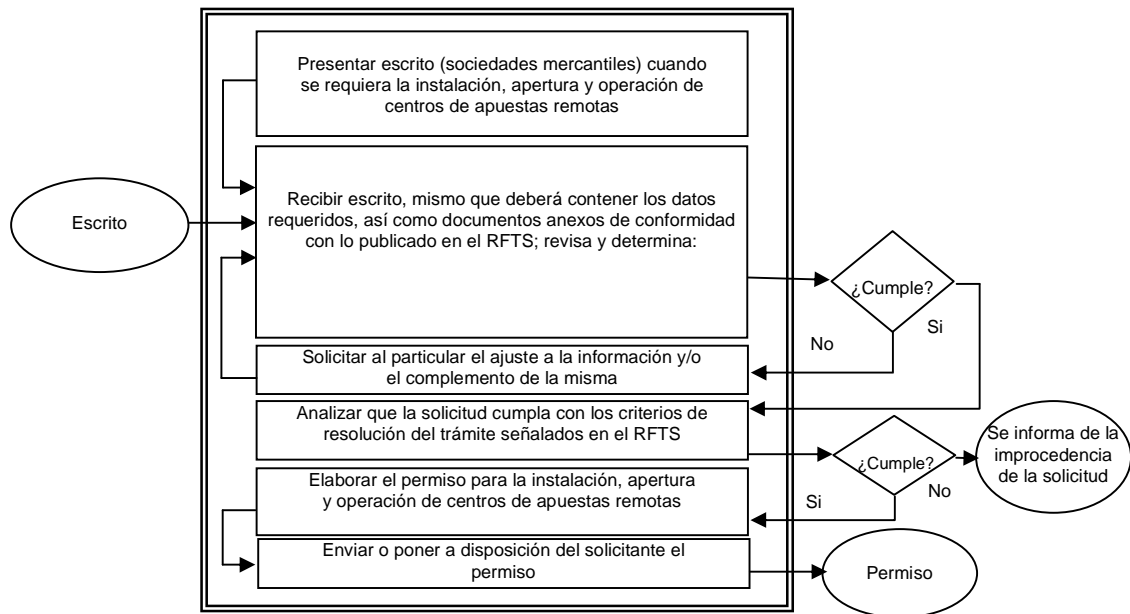 Presentar escrito (sociedades mercantiles) cuando
se requiera la instalación, apertura y operación de
centros de apuestas remotas
Escrito
Recibir escrito, mismo que deberá contener los datos
requeridos, así como documentos anexos de conformidad
con lo publicado en el RFTS; revisa y determina:
¿Cumple?
No
Si
Solicitar al particular el ajuste a la información y/o
el complemento de la misma
Analizar que la solicitud cumpla con los criterios de
resolución del trámite señalados en el RFTS
¿Cumple?
Si
No
Se informa de la
improcedencia
de la solicitud
Elaborar el permiso para la instalación, apertura
y operación de centros de apuestas remotas
Enviar o poner a disposición del solicitante el
permiso
Permiso